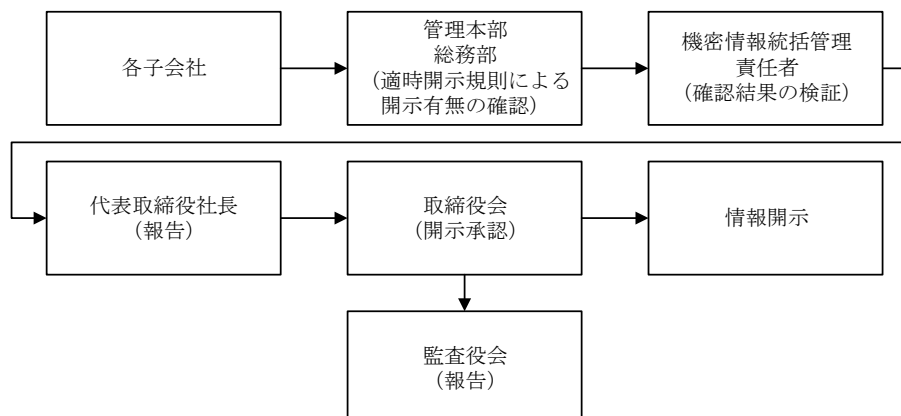 各子会社
管理本部
総務部
（適時開示規則による
開示有無の確認）
機密情報統括管理
責任者
（確認結果の検証）
代表取締役社長
（報告）
取締役会
（開示承認）
情報開示
監査役会
（報告）